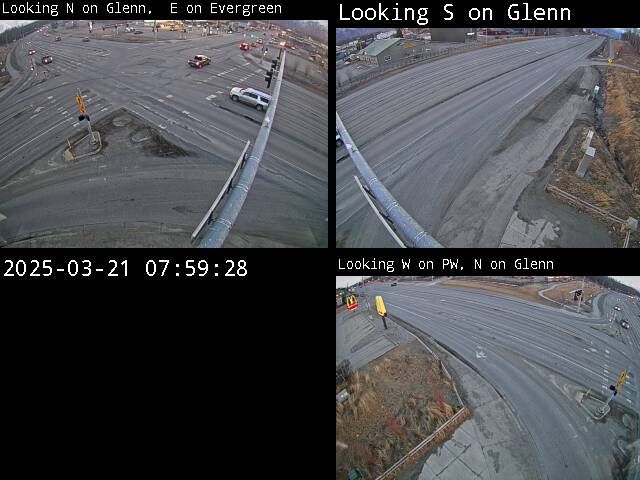 Looking N on Glenn,  E on Evergreen
Looking S on Glenn
2025-03-21 07:59:28
Looking W on PW, N on Glenn